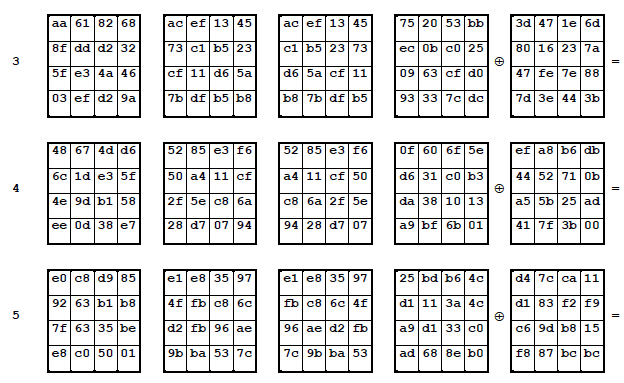 aa 61 82 68 ac ef 13 45 ac ef 13 45 75 20 53 bb 3d 47 1e 6d
8f dd d2 32 73 c1 b5 23 c1 b5 23 73 ec 0b c0 25 80 16 23 7a
3 5f e3 4a 46 cf 11 d6 5a d6 5a cf 11 09 63 cf d0 ⊕ 47 fe 7e 88 =
03 ef d2 9a 7b df b5 b8 b8 7b df b5 93 33 7c dc 7d 3e 44 3b
48 67 4d d6 52 85 e3 f6 52 85 e3 f6 0f 60 6f 5e ef a8 b6 db
6c 1d e3 5f 50 a4 11 cf a4 11 cf 50 d6 31 c0 b3 44 52 71 0b
4 4e 9d b1 58 2f 5e c8 6a c8 6a 2f 5e da 38 10 13 ⊕ a5 5b 25 ad =
ee 0d 38 e7 28 d7 07 94 94 28 d7 07 a9 bf 6b 01 41 7f 3b 00
e0 c8 d9 85 e1 e8 35 97 e1 e8 35 97 25 bd b6 4c d4 7c ca 11
92 63 b1 b8 4f fb c8 6c fb c8 6c 4f d1 11 3a 4c d1 83 f2 f9
5 7f 63 35 be d2 fb 96 ae 96 ae d2 fb a9 d1 33 c0 ⊕ c6 9d b8 15 =
e8 c0 50 01 9b ba 53 7c 7c 9b ba 53 ad 68 8e b0 f8 87 bc bc